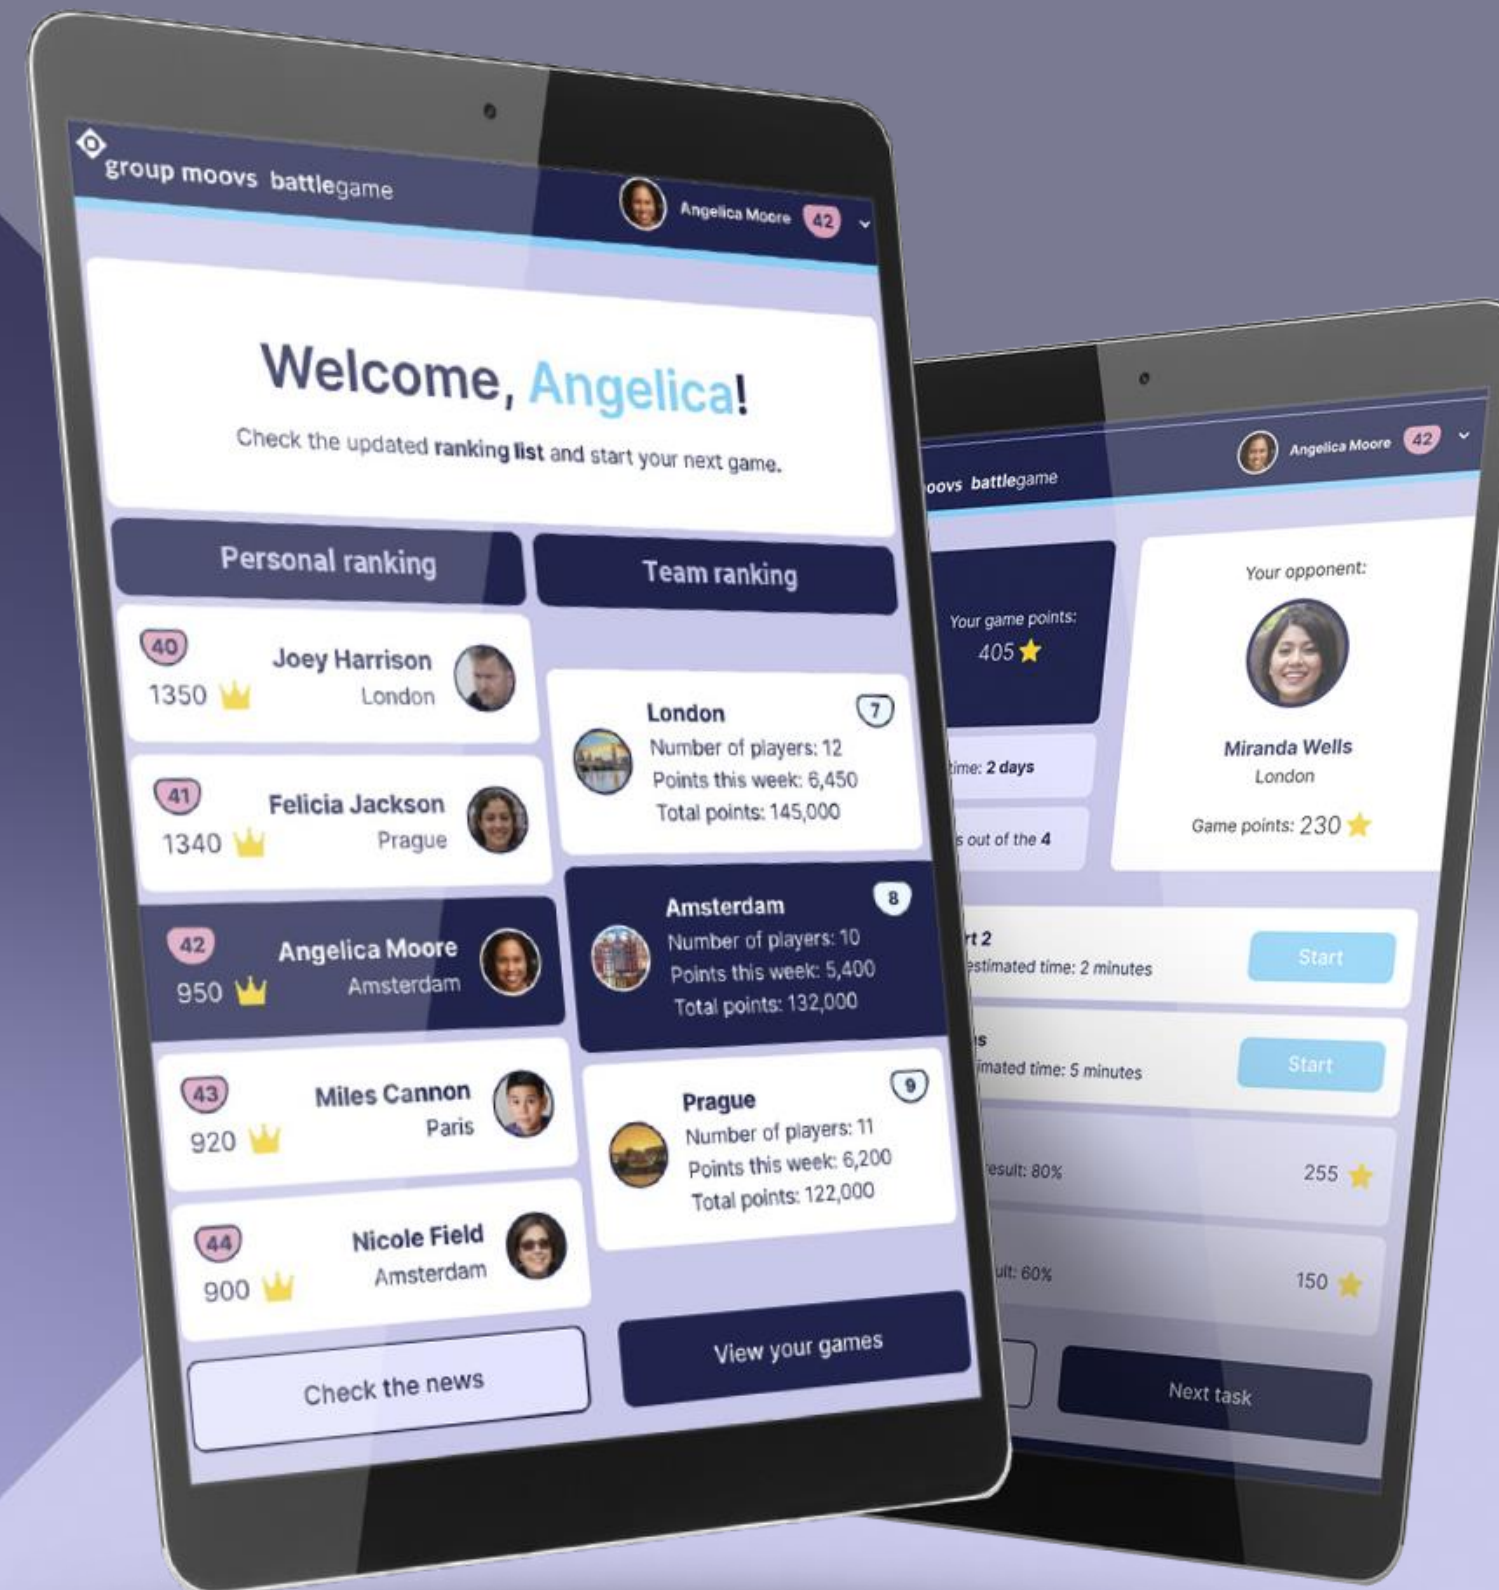 group moovs battlegame
Angelica Moore 42
Welcome, Angelica!
Check the updated ranking list and start your next game.
Personal ranking
40
Joey Harrison
1350
London
41
Felicia Jackson
1340
Prague
42
Angelica Moore
950
Amsterdam
43
Miles Cannon
920
Paris
44
Nicole Field
900
Amsterdam
Check the news
Team ranking
London
7
Number of players: 12
Points this week: 6,450
Total points: 145,000
Amsterdam
8
Number of players: 10
Points this week: 5,400
Total points: 132,000
Prague
9
Number of players: 11
Points this week: 6,200
Total points: 122,000
View your games
battlegame
Angelica Moore 42
Your game points:
405
Your opponent:
Miranda Wells
London
Game points: 230
2 days
out of the 4
2
estimated time: 2 minutes
Start
time: 5 minutes
Start
80%
255
60%
150
Next task